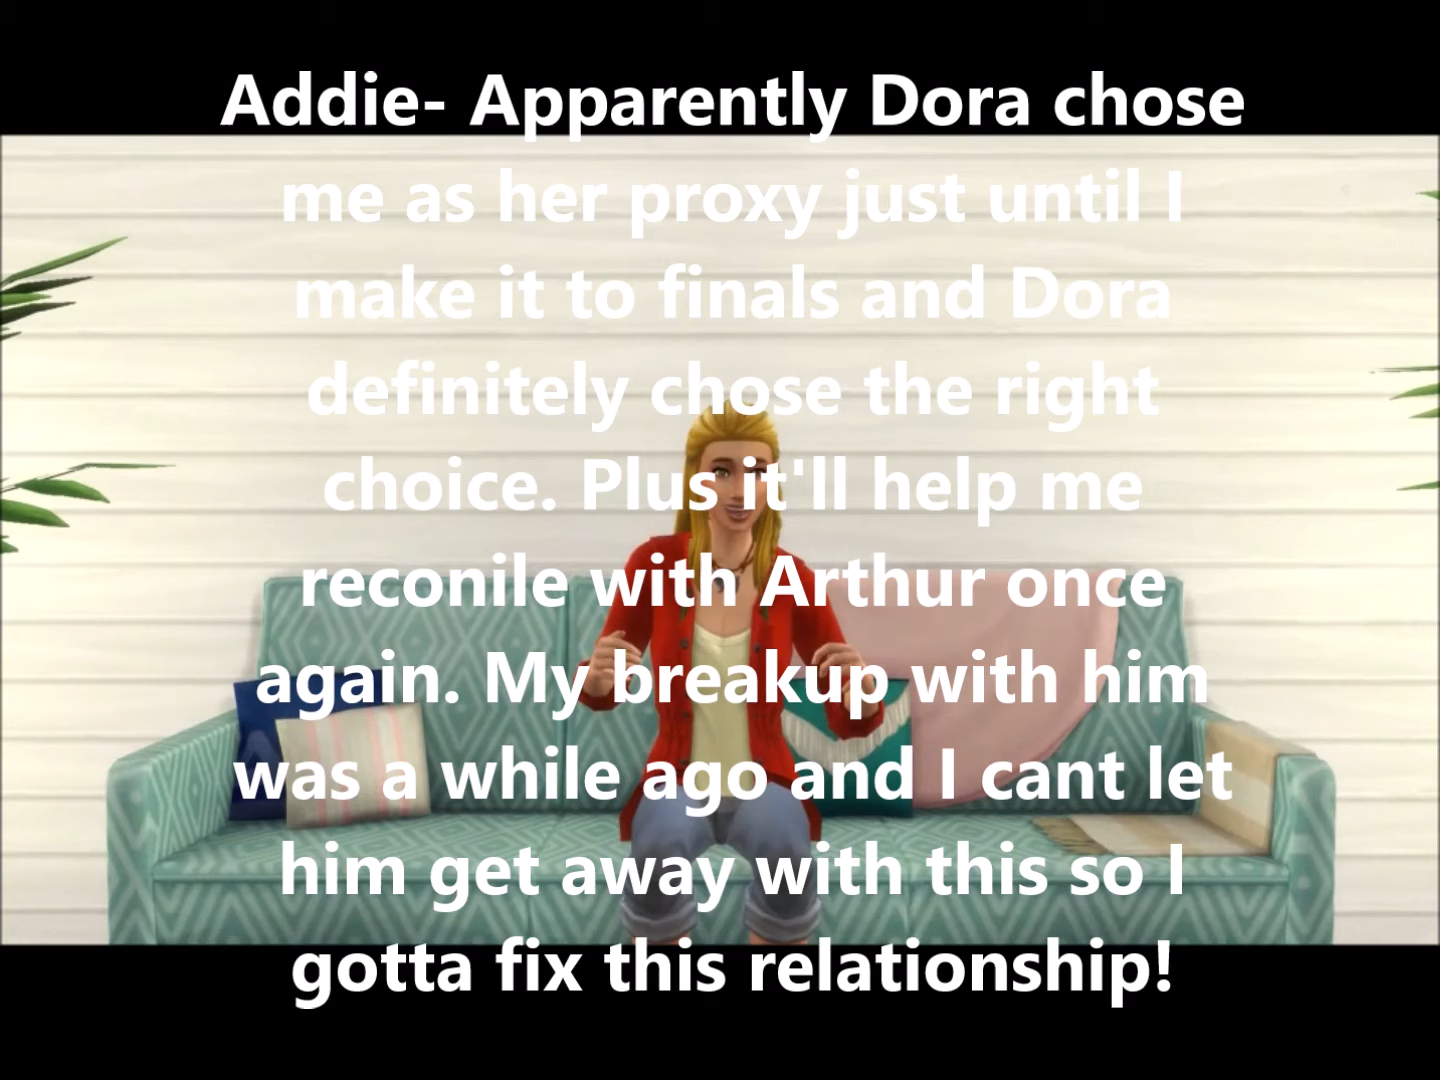 Addie- Apparently Dora chose
me as her proxy just until I
make it to finals and Dora
definitely chose the right
choice. Plus it'll help me
reconile with Arthur once
again. My breakup with him
was a while ago and I cant let
him get away with this so I
gotta fix this relationship!